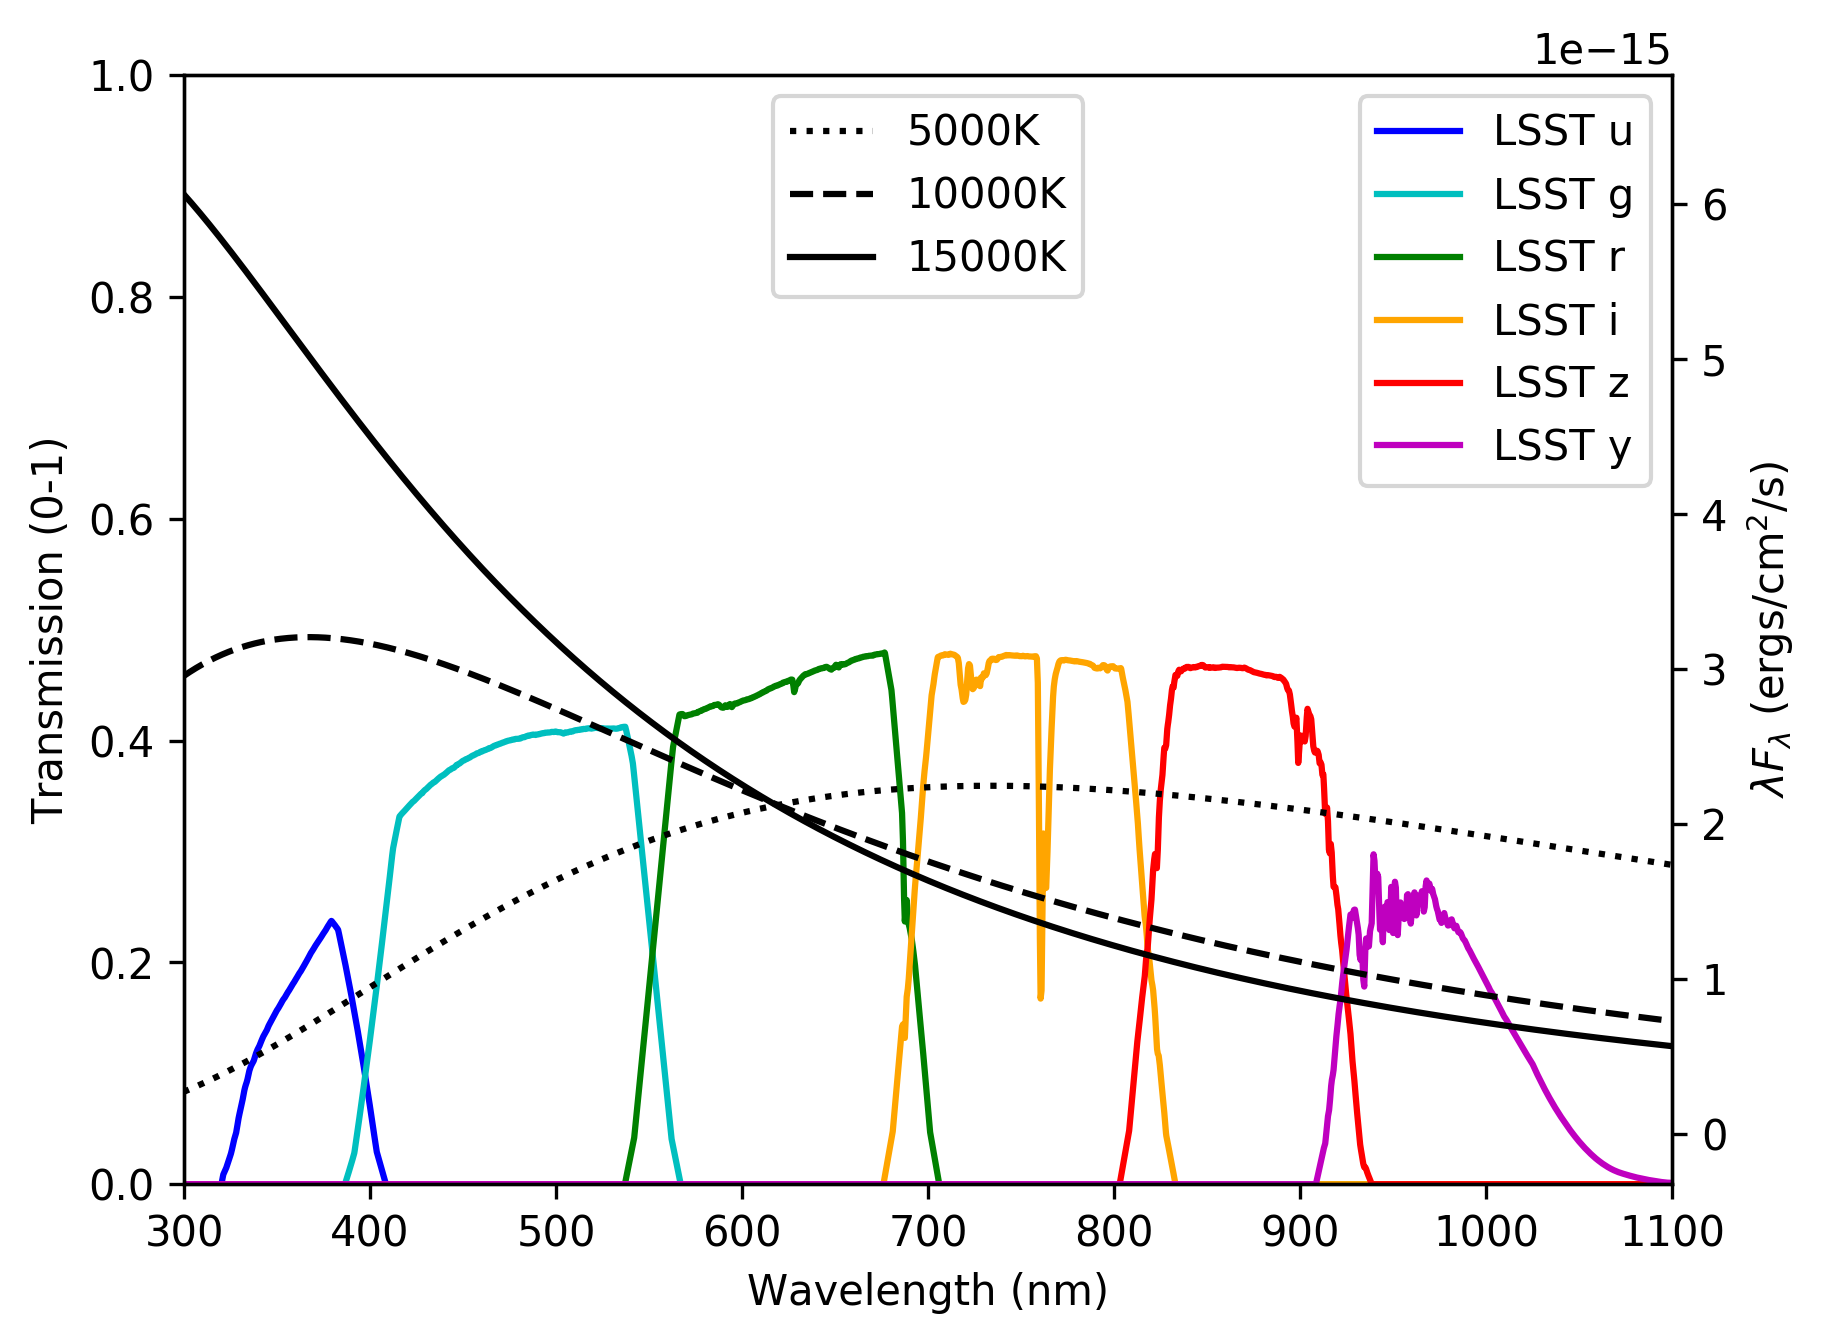 1e−15
1.0
0.8
0.6
0.4
0.2
0.0
Transmission (0-1)
5000K
10000K
15000K
LSST u
LSST g
LSST r
LSST i
LSST z
LSST y
6
5
4
3
2
1
0
λF_λ (ergs/cm²/s)
300 400 500 600 700 800 900 1000 1100
Wavelength (nm)